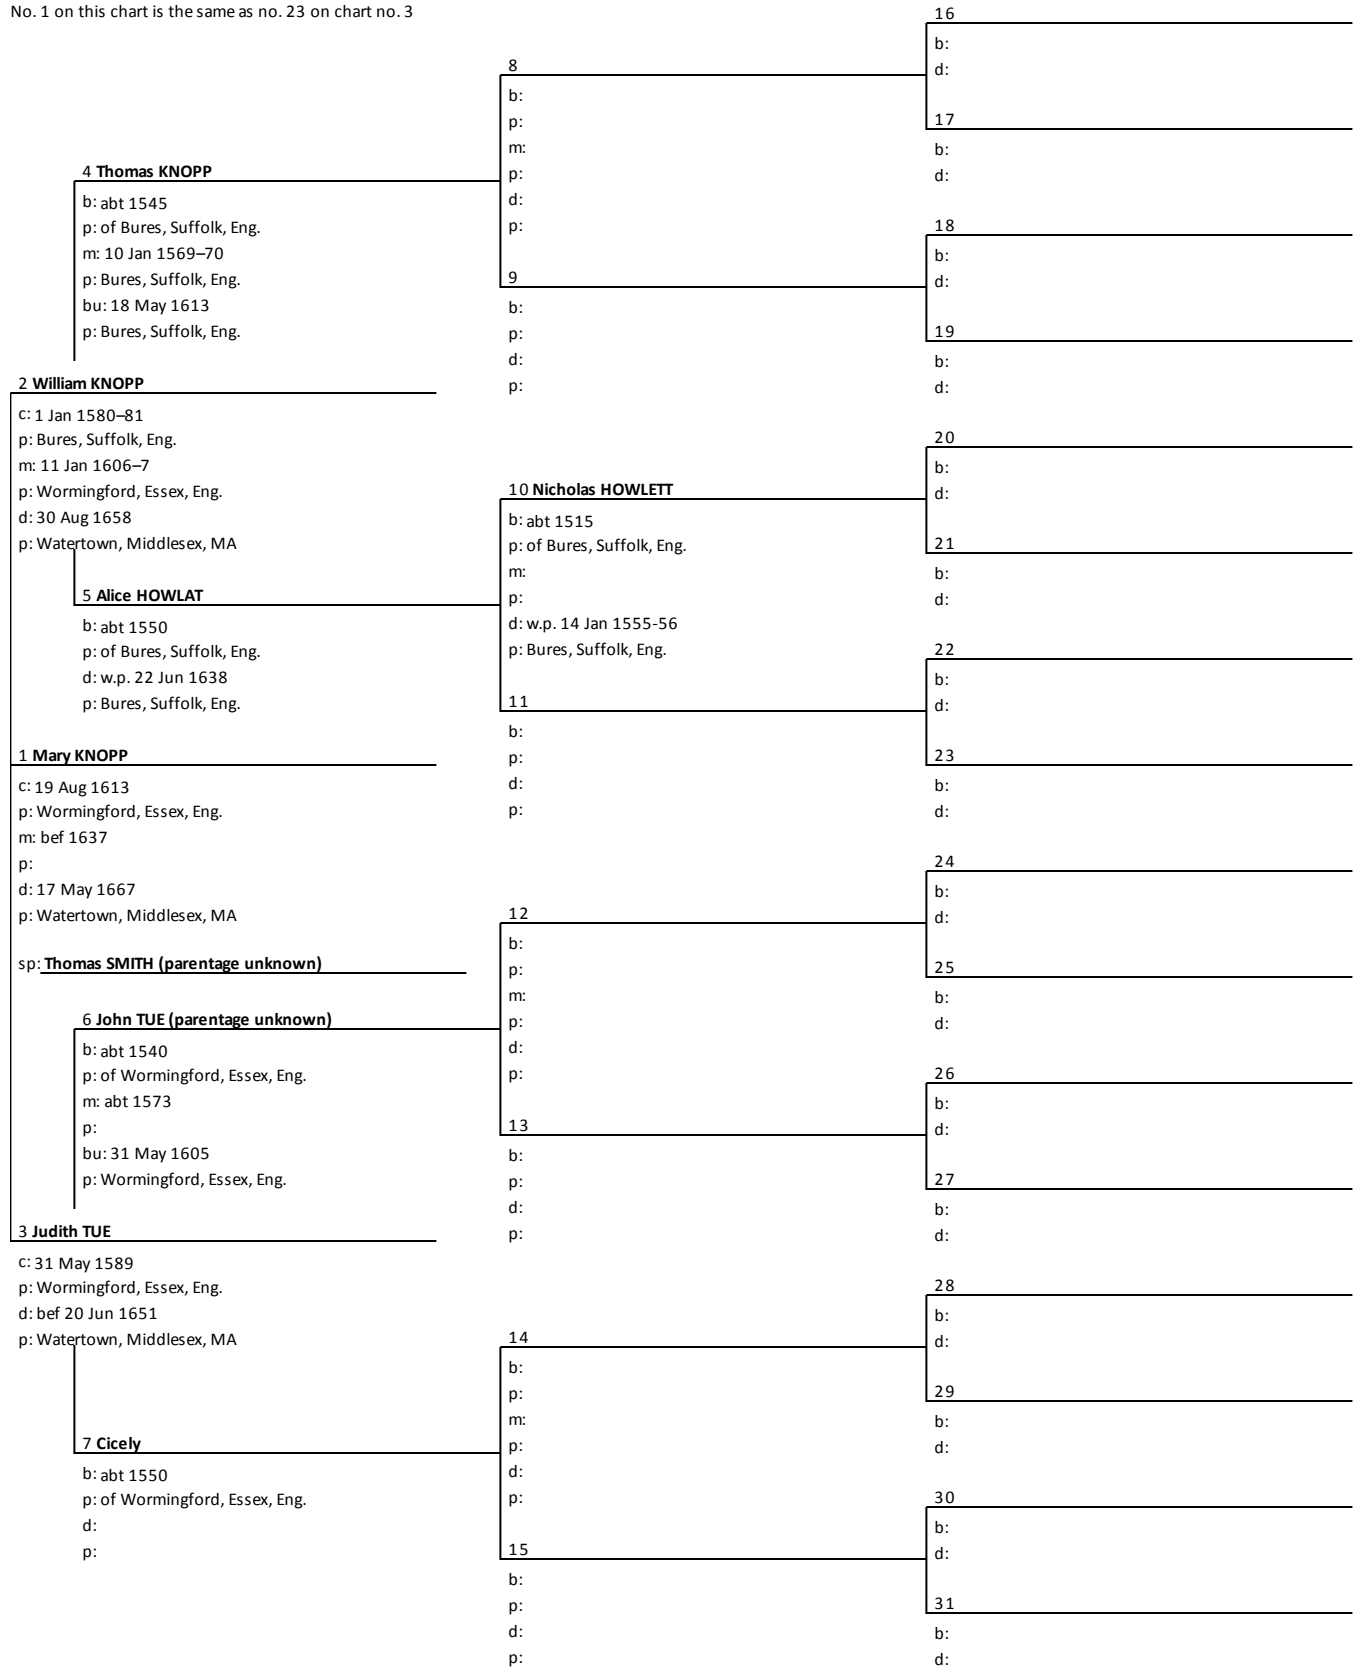 No. 1 on this chart is the same as no. 23 on chart no. 3
4 Thomas KNOPP
b: abt 1545
p: of Bures, Suffolk, Eng.
m: 10 Jan 1569–70
p: Bures, Suffolk, Eng.
bu: 18 May 1613
p: Bures, Suffolk, Eng.
2 William KNOPP
c: 1 Jan 1580–81
p: Bures, Suffolk, Eng.
m: 11 Jan 1606–7
p: Wormingford, Essex, Eng.
d: 30 Aug 1658
p: Watertown, Middlesex, MA
5 Alice HOWLAT
b: abt 1550
p: of Bures, Suffolk, Eng.
d: w.p. 22 Jun 1638
p: Bures, Suffolk, Eng.
1 Mary KNOPP
c: 19 Aug 1613
p: Wormingford, Essex, Eng.
m: bef 1637
p:
d: 17 May 1667
p: Watertown, Middlesex, MA
sp: Thomas SMITH (parentage unknown)
6 John TUE (parentage unknown)
b: abt 1540
p: of Wormingford, Essex, Eng.
m: abt 1573
p:
bu: 31 May 1605
p: Wormingford, Essex, Eng.
3 Judith TUE
c: 31 May 1589
p: Wormingford, Essex, Eng.
d: bef 20 Jun 1651
p: Watertown, Middlesex, MA
7 Cicely
b: abt 1550
p: of Wormingford, Essex, Eng.
d:
p:
8
b:
p:
m:
p:
d:
p:
9
b:
p:
d:
p:
10 Nicholas HOWLETT
b: abt 1515
p: of Bures, Suffolk, Eng.
m:
p:
d: w.p. 14 Jan 1555-56
p: Bures, Suffolk, Eng.
11
b:
p:
d:
p:
12
b:
p:
m:
p:
d:
p:
13
b:
p:
d:
p:
14
b:
p:
m:
p:
d:
p:
15
b:
p:
d:
p:
16
b:
d:
17
b:
d:
18
b:
d:
19
b:
d:
20
b:
d:
21
b:
d:
22
b:
d:
23
b:
d:
24
b:
d:
25
b:
d:
26
b:
d:
27
b:
d:
28
b:
d:
29
b:
d:
30
b:
d:
31
b:
d: